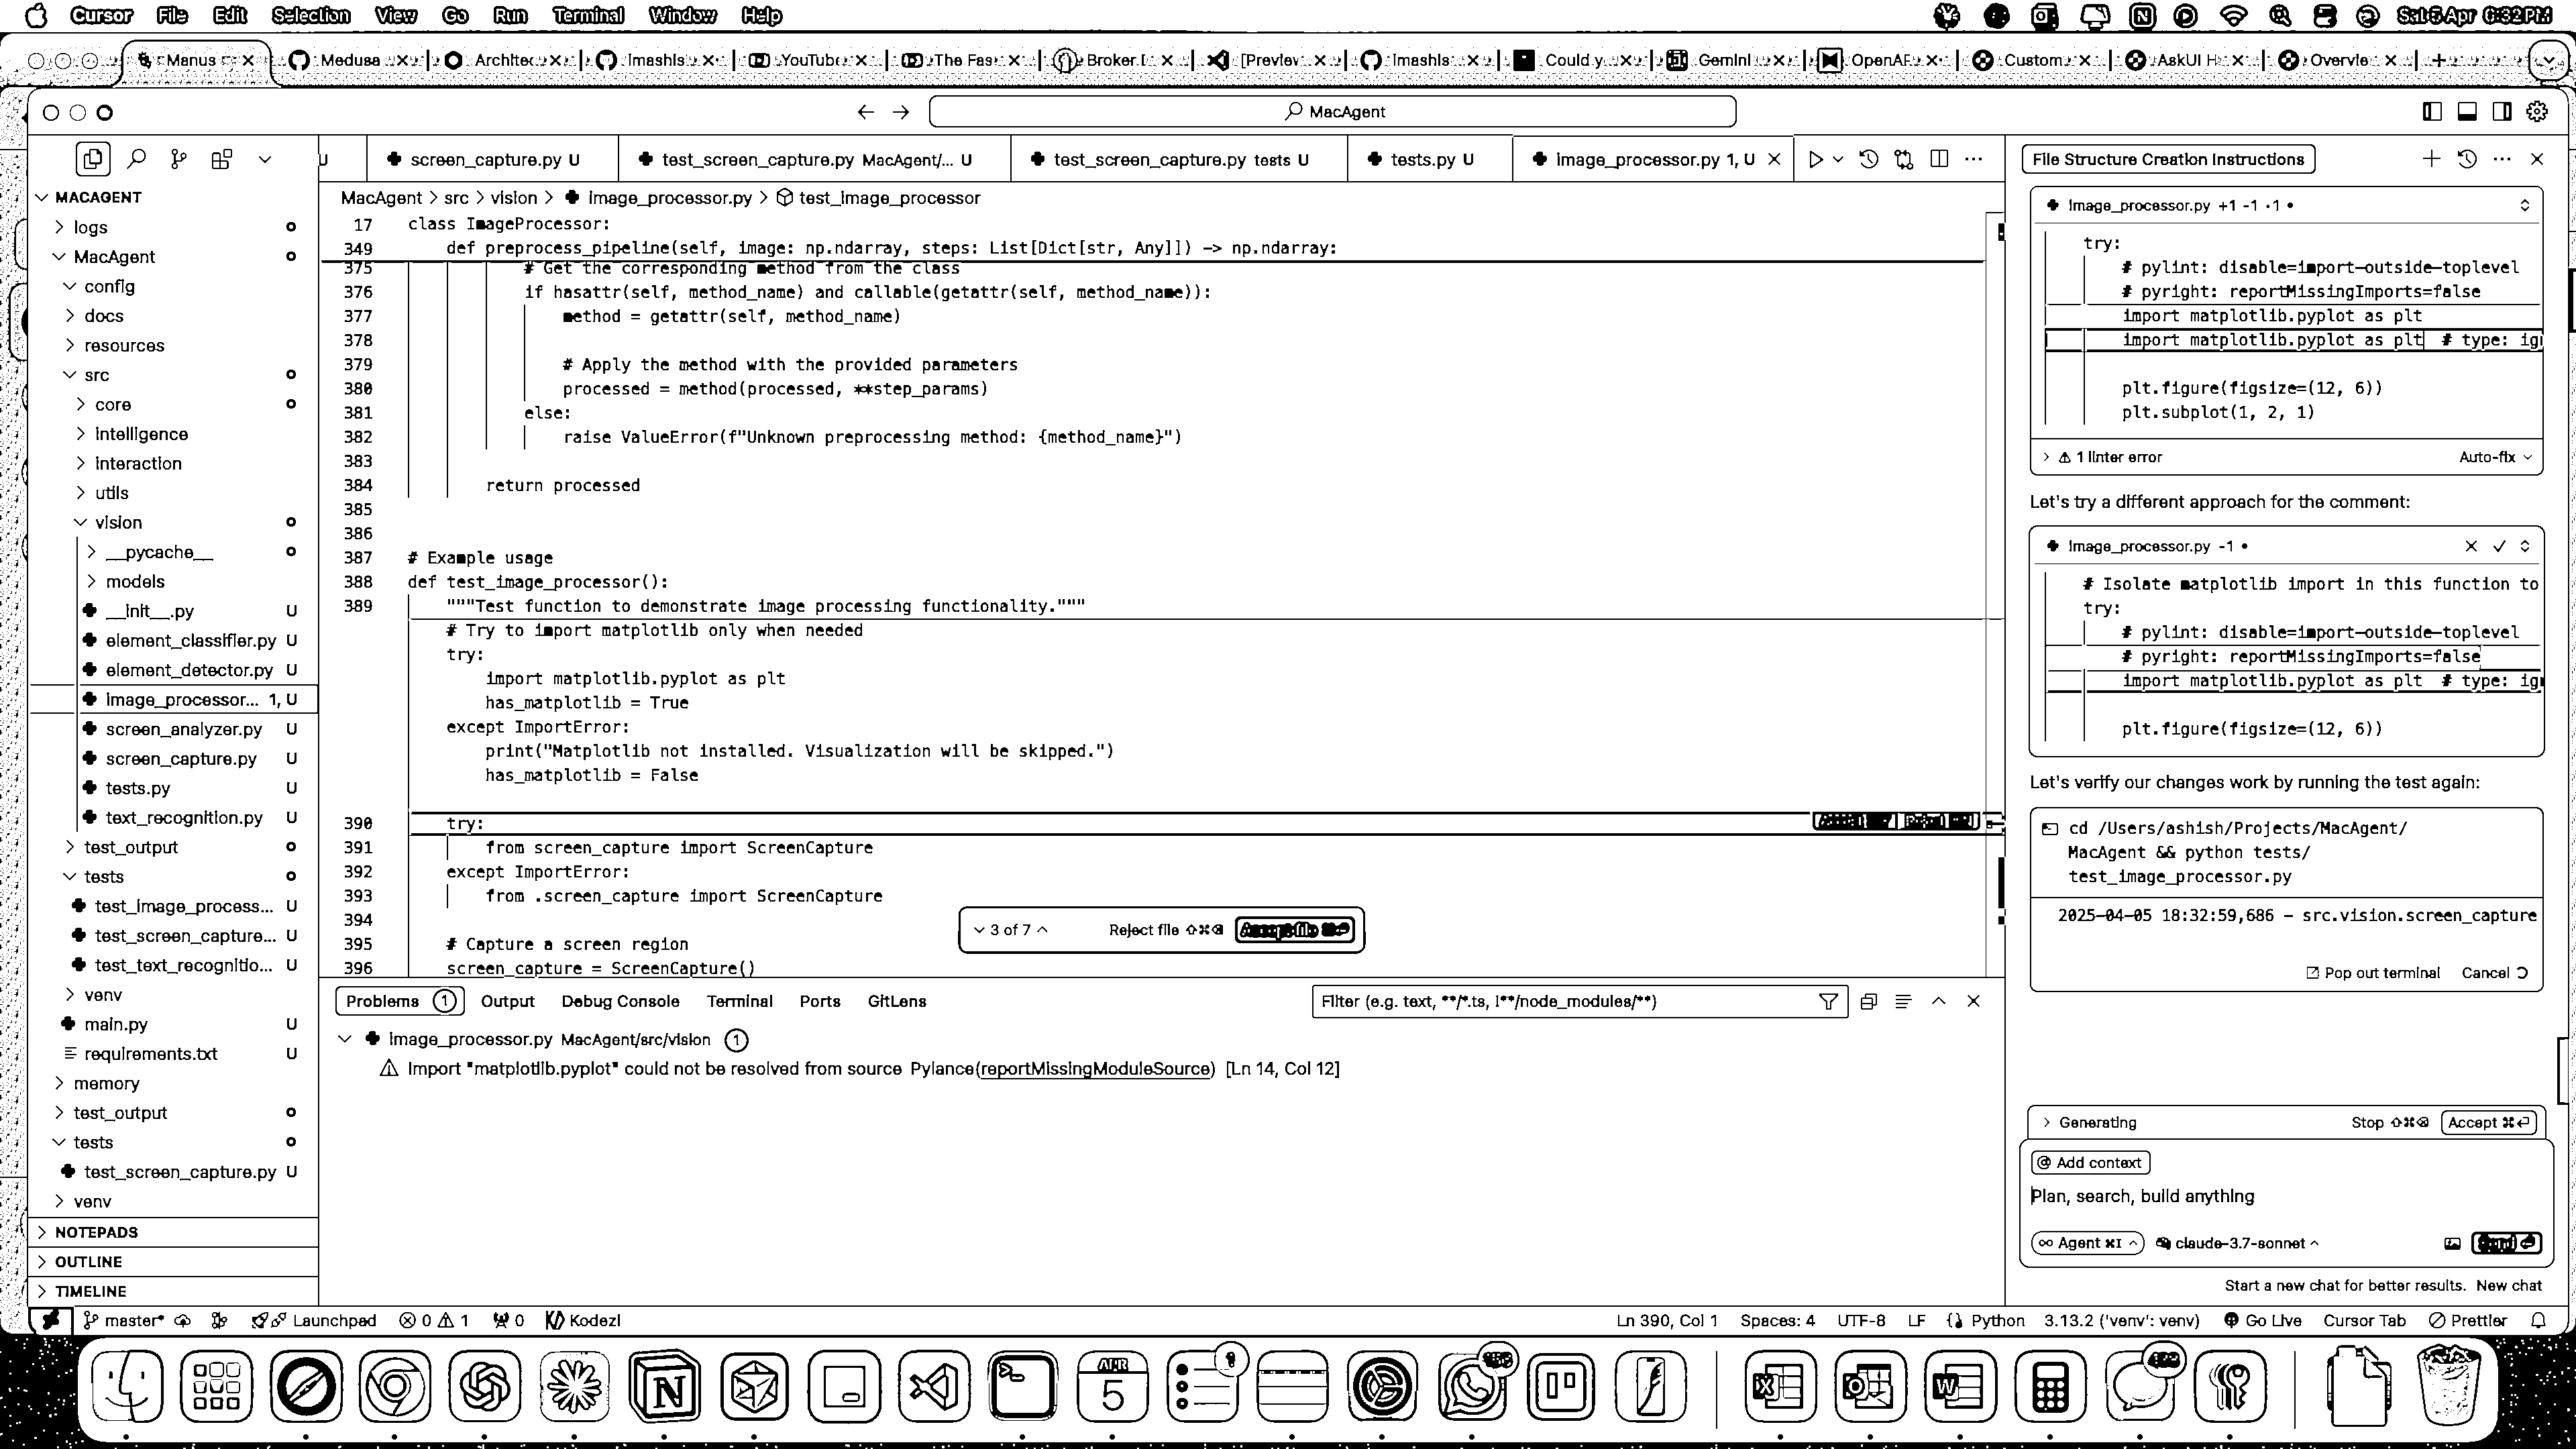 Cursor File Edit Selection View Go Run Terminal Window Help Sat 5 Apr 6:32 PM
Manus Medusa Architec ImashIs YouTube The Fas Broker [Preview ImashIs Could y Gemini OpenAF Custom AskUI H Overvie
MacAgent
U screen_capture.py U test_screen_capture.py MacAgent/... U test_screen_capture.py tests U tests.py U image_processor.py 1, U
MacAgent > src > vision > image_processor.py > test_image_processor
MACAGENT
logs
MacAgent
config
docs
resources
src
core
intelligence
interaction
utils
vision
__pycache__
models
__init__.py U
element_classifier.py U
element_detector.py U
image_processor... 1, U
screen_analyzer.py U
screen_capture.py U
tests.py U
text_recognition.py U
test_output
tests
test_image_process... U
test_screen_capture... U
test_text_recognitio... U
venv
main.py U
requirements.txt U
memory
test_output
tests
test_screen_capture.py U
venv
NOTEPADS
OUTLINE
TIMELINE
17 class ImageProcessor:
349 def preprocess_pipeline(self, image: np.ndarray, steps: List[Dict[str, Any]]) -> np.ndarray:
375 # Get the corresponding method from the class
376 if hasattr(self, method_name) and callable(getattr(self, method_name)):
377 method = getattr(self, method_name)
378
379 # Apply the method with the provided parameters
380 processed = method(processed, **step_params)
381 else:
382 raise ValueError(f"Unknown preprocessing method: {method_name}")
383
384 return processed
385
386
387 # Example usage
388 def test_image_processor():
389 """Test function to demonstrate image processing functionality."""
# Try to import matplotlib only when needed
try:
import matplotlib.pyplot as plt
has_matplotlib = True
except ImportError:
print("Matplotlib not installed. Visualization will be skipped.")
has_matplotlib = False
390 try:
391 from screen_capture import ScreenCapture
392 except ImportError:
393 from .screen_capture import ScreenCapture
394
395 # Capture a screen region
396 screen_capture = ScreenCapture()
3 of 7 Reject file ⇧⌘⌫ Accept file ⌘⏎
Problems 1 Output Debug Console Terminal Ports GitLens Filter (e.g. text, **/*.ts, !**/node_modules/**)
image_processor.py MacAgent/src/vision 1
Import "matplotlib.pyplot" could not be resolved from source Pylance(reportMissingModuleSource) [Ln 14, Col 12]
File Structure Creation Instructions
image_processor.py +1 -1 •1 •
try:
# pylint: disable=import-outside-toplevel
# pyright: reportMissingImports=false
import matplotlib.pyplot as plt
import matplotlib.pyplot as plt # type: ig
plt.figure(figsize=(12, 6))
plt.subplot(1, 2, 1)
1 linter error Auto-fix
Let's try a different approach for the comment:
image_processor.py -1 •
# Isolate matplotlib import in this function to
try:
# pylint: disable=import-outside-toplevel
# pyright: reportMissingImports=false
import matplotlib.pyplot as plt # type: ig
plt.figure(figsize=(12, 6))
Let's verify our changes work by running the test again:
cd /Users/ashish/Projects/MacAgent/
MacAgent && python tests/
test_image_processor.py
2025-04-05 18:32:59,686 - src.vision.screen_capture
Pop out terminal Cancel
Generating Stop ⇧⌘⌫ Accept ⌘⏎
@ Add context
Plan, search, build anything
∞ Agent ⌘I claude-3.7-sonnet
Start a new chat for better results. New chat
master* Launchpad 0 1 0 Kodezi Ln 390, Col 1 Spaces: 4 UTF-8 LF Python 3.13.2 ('venv': venv) Go Live Cursor Tab Prettier
APR
5